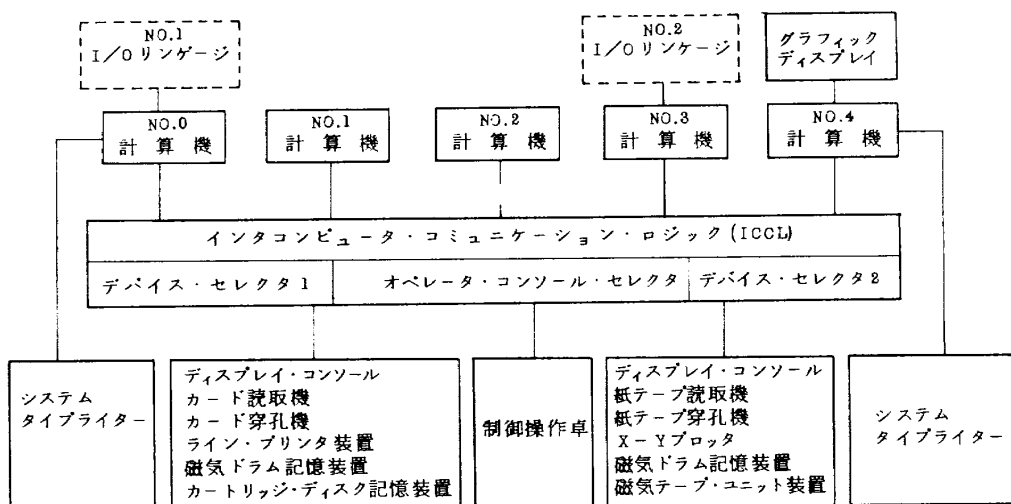 NO.1
I/Oリンゲージ
NO.2
I/Oリンケージ
グラフィック
ディスプレイ
NO.0
計算機
NO.1
計算機
NO.2
計算機
NO.3
計算機
NO.4
計算機
インタコンピュータ・コミュニケーション・ロジック(ICCL)
デバイス・セレクタ1
オペレータ・コンソール・セレクタ
デバイス・セレクタ2
システム
タイプライター
ディスプレイ・コンソール
カード読取機
カード穿孔機
ライン・プリンタ装置
磁気ドラム記憶装置
カートリッジ・ディスク記憶装置
制御操作卓
ディスプレイ・コンソール
紙テープ読取機
紙テープ穿孔機
X-Yプロッタ
磁気ドラム記憶装置
磁気テープ・ユニット装置
システム
タイプライター